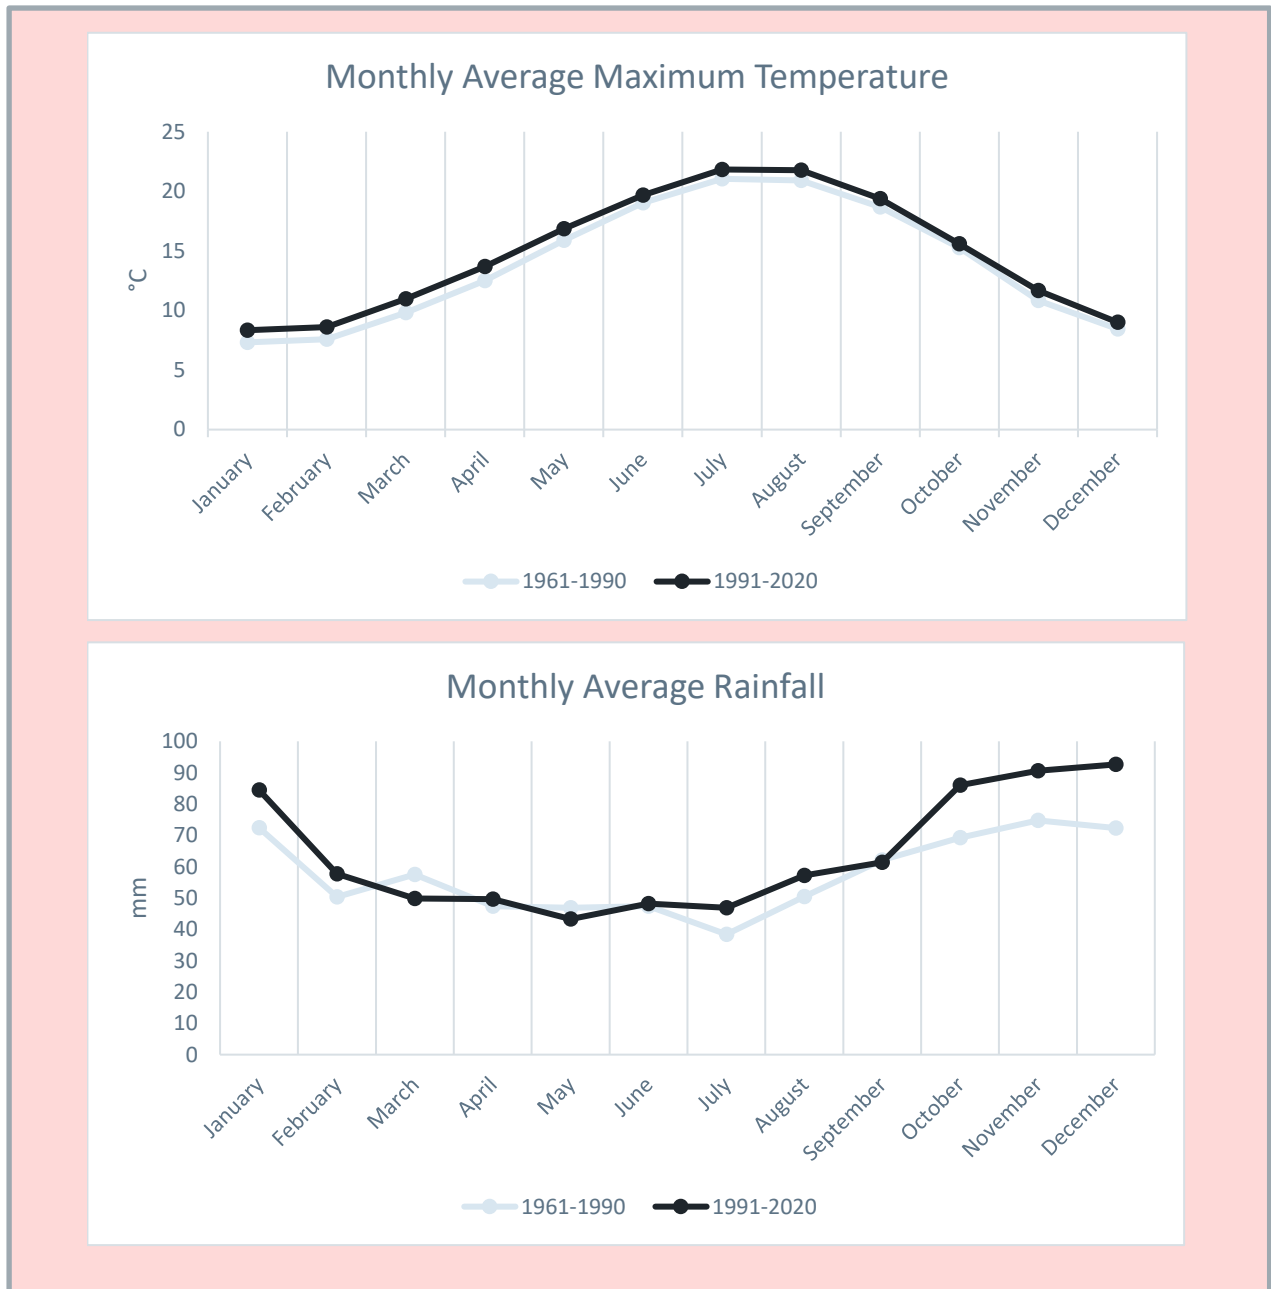 Monthly Average Maximum Temperature
25
20
15
10
5
0
°C
January
February
March
April
May
June
July
August
September
October
November
December
1961-1990
1991-2020
Monthly Average Rainfall
100
90
80
70
60
50
40
30
20
10
0
mm
January
February
March
April
May
June
July
August
September
October
November
December
1961-1990
1991-2020